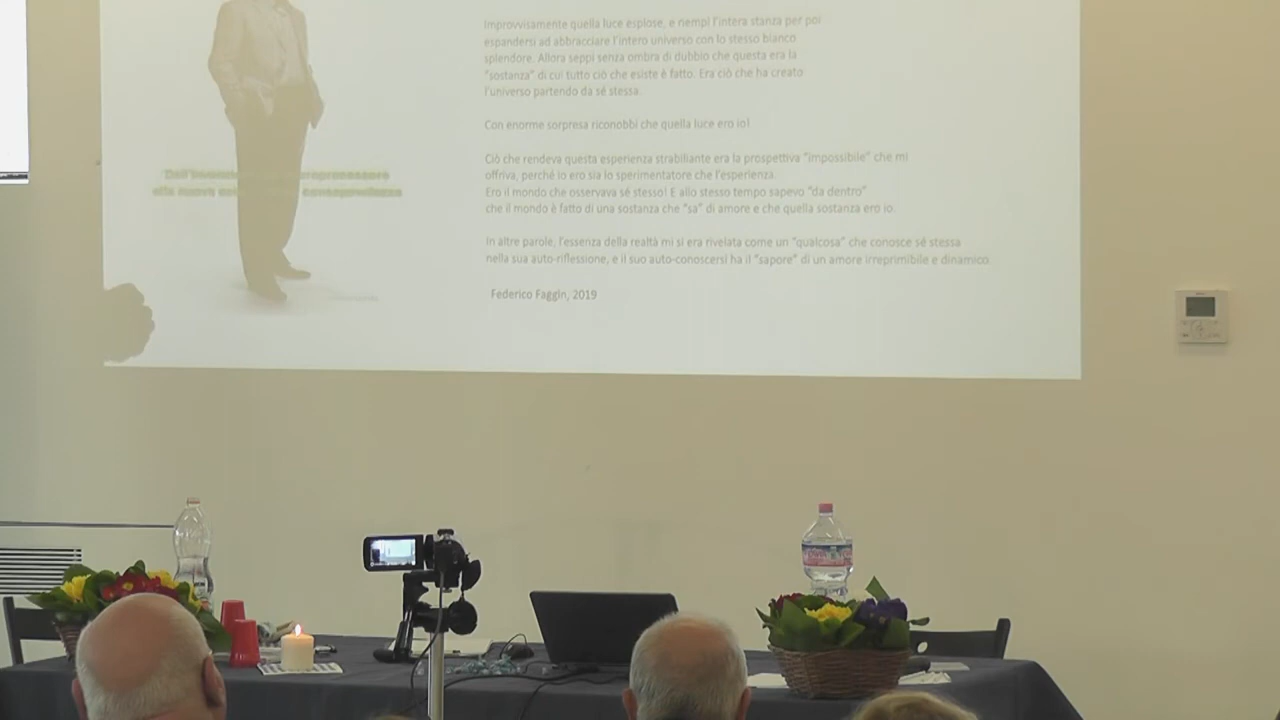 Improvvisamente quella luce esplose, e riempì l'intera stanza per poi
espandersi ad abbracciare l'intero universo con lo stesso bianco
splendore. Allora seppi senza ombra di dubbio che questa era la
"sostanza" di cui tutto ciò che esiste è fatto. Era ciò che ha creato
l'universo partendo da sé stessa.
Con enorme sorpresa riconobbi che quella luce ero io!
Ciò che rendeva questa esperienza strabiliante era la prospettiva "impossibile" che mi
offriva, perché io ero sia lo sperimentatore che l'esperienza.
Ero il mondo che osservava sé stesso! E allo stesso tempo sapevo "da dentro"
che il mondo è fatto di una sostanza che "sa" di amore e che quella sostanza ero io.
In altre parole, l'essenza della realtà mi si era rivelata come un "qualcosa" che conosce sé stessa
nella sua auto-riflessione, e il suo auto-conoscersi ha il "sapore" di un amore irreprimibile e dinamico
Federico Faggin, 2019